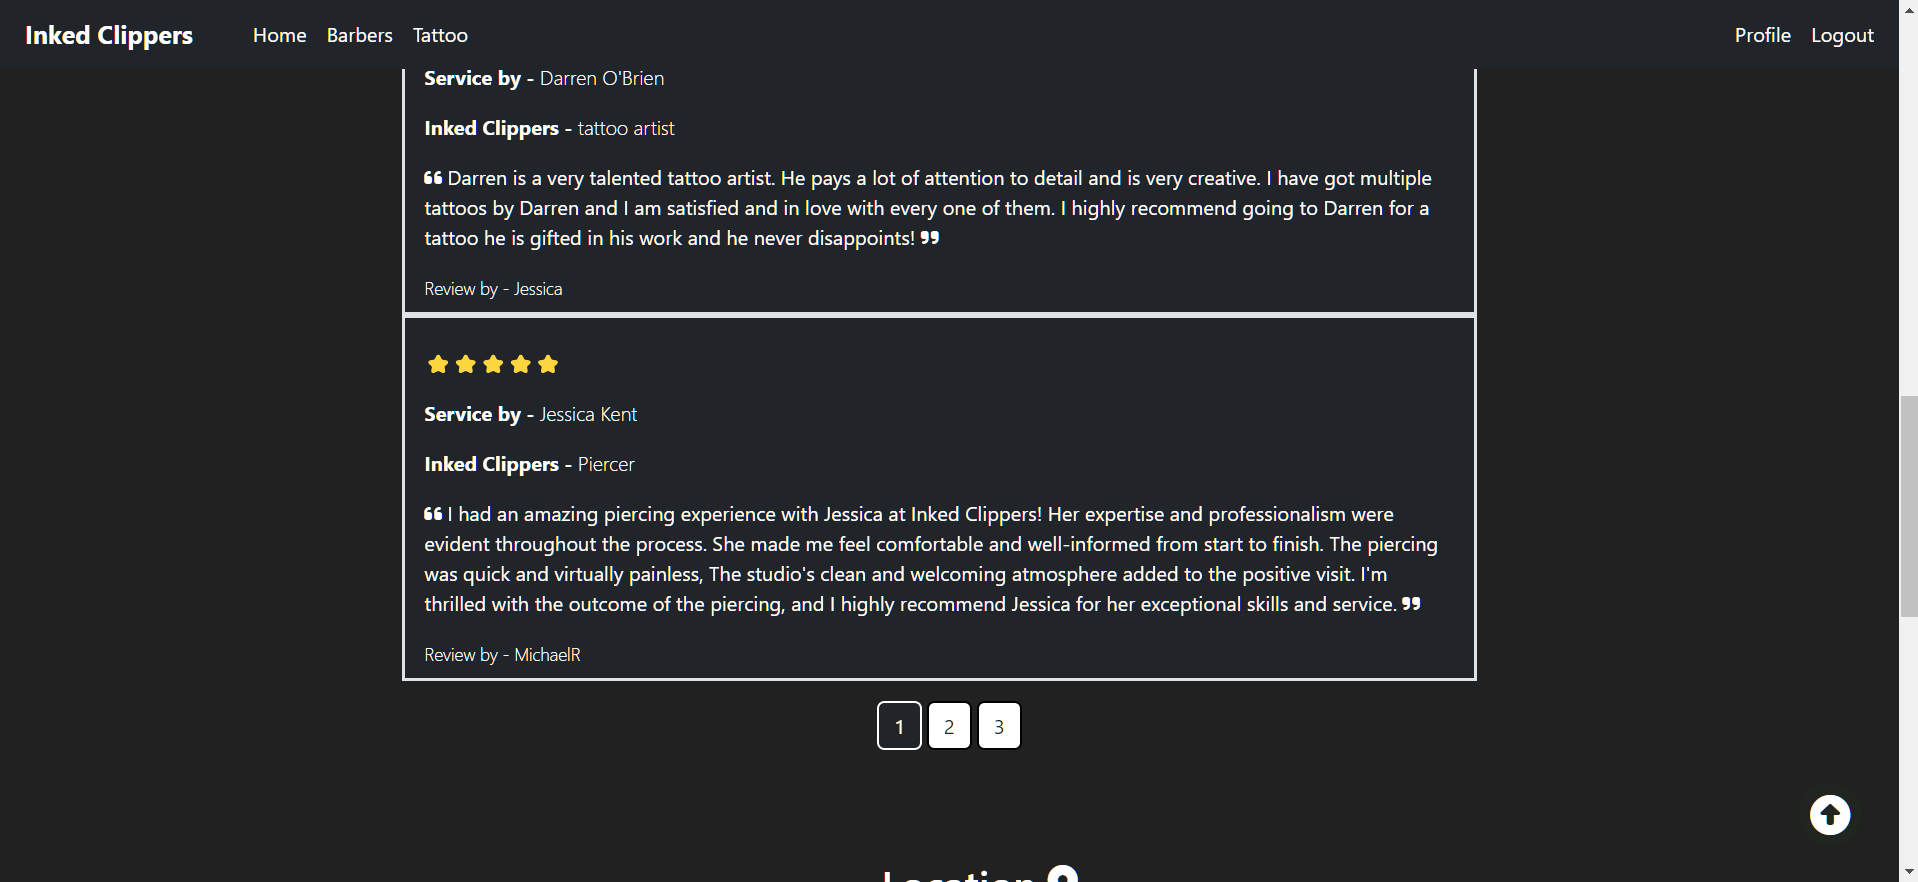 Inked Clippers Home Barbers Tattoo Profile Logout
Service by - Darren O'Brien
Inked Clippers - tattoo artist
❝ Darren is a very talented tattoo artist. He pays a lot of attention to detail and is very creative. I have got multiple
tattoos by Darren and I am satisfied and in love with every one of them. I highly recommend going to Darren for a
tattoo he is gifted in his work and he never disappoints! ❞
Review by - Jessica
Service by - Jessica Kent
Inked Clippers - Piercer
❝ I had an amazing piercing experience with Jessica at Inked Clippers! Her expertise and professionalism were
evident throughout the process. She made me feel comfortable and well-informed from start to finish. The piercing
was quick and virtually painless, The studio's clean and welcoming atmosphere added to the positive visit. I'm
thrilled with the outcome of the piercing, and I highly recommend Jessica for her exceptional skills and service. ❞
Review by - MichaelR
1 2 3
Location